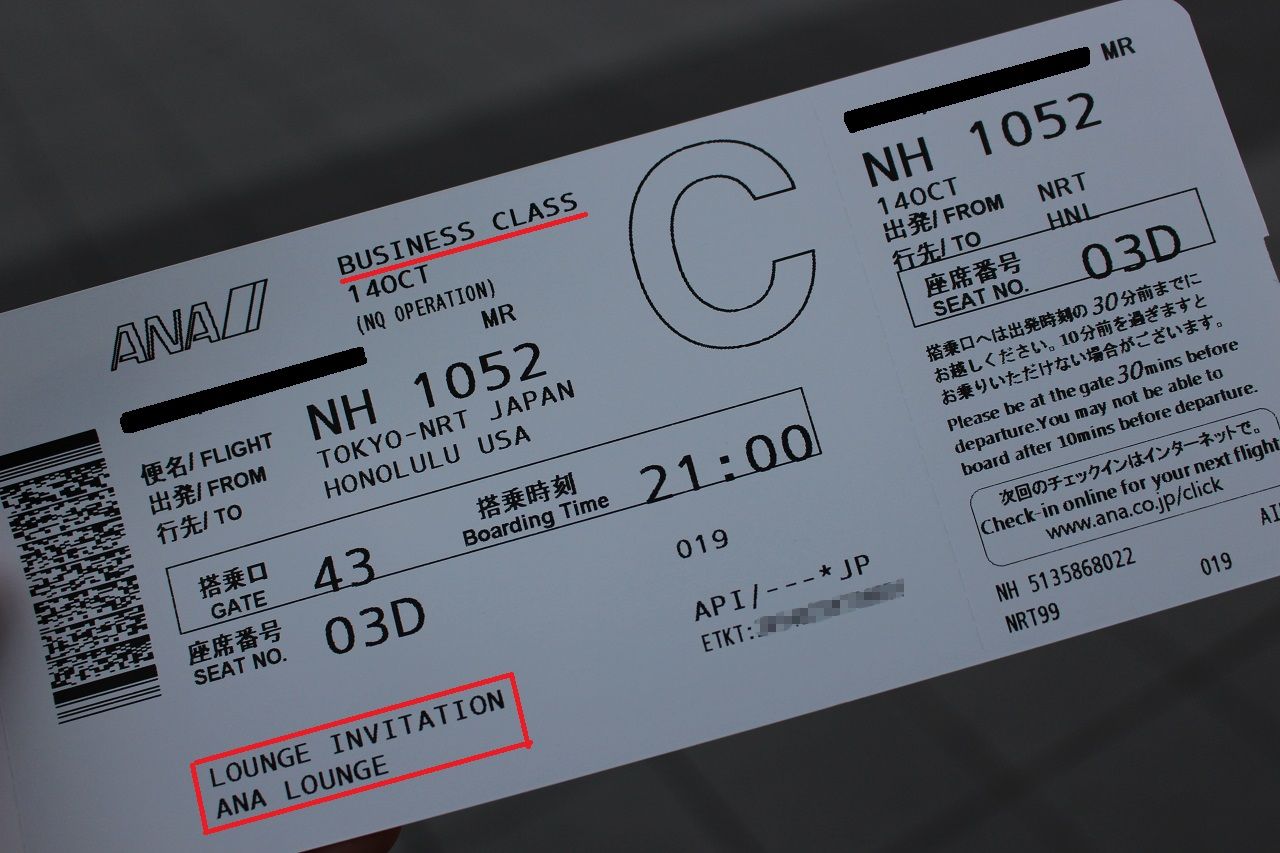 ANA
BUSINESS CLASS
14OCT
(NQ OPERATION)
MR
C
便名/FLIGHT NH 1052
出発/FROM TOKYO-NRT JAPAN
行先/TO HONOLULU USA
搭乗口 GATE 43 搭乗時刻 Boarding Time 21:00
座席番号 SEAT NO. 03D
019
API/---*JP
ETKT:
LOUNGE INVITATION
ANA LOUNGE
MR
NH 1052
14OCT
出発/FROM NRT
行先/TO HNL
座席番号 SEAT NO. 03D
搭乗口へは出発時刻の30分前までに
お越しください。10分前を過ぎますと
お乗りいただけない場合がございます。
Please be at the gate 30mins before
departure.You may not be able to
board after 10mins before departure.
次回のチェックインはインターネットで。
Check-in online for your next flight
www.ana.co.jp/click
NH 5135868022 019
NRT99